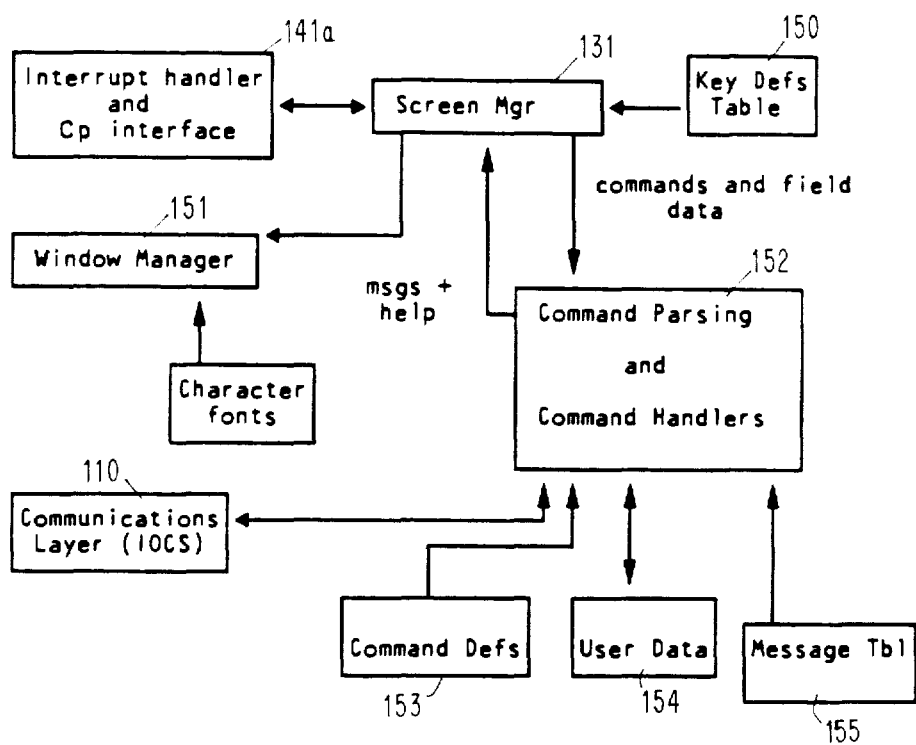 141a
131
150
Interrupt handler
and
Cp interface
Screen Mgr
Key Defs
Table
commands and field
data
151
Window Manager
msgs +
help
152
Command Parsing
and
Command Handlers
Character
fonts
110
Communications
Layer (IOCS)
Command Defs
User Data
Message Tbl
153
154
155